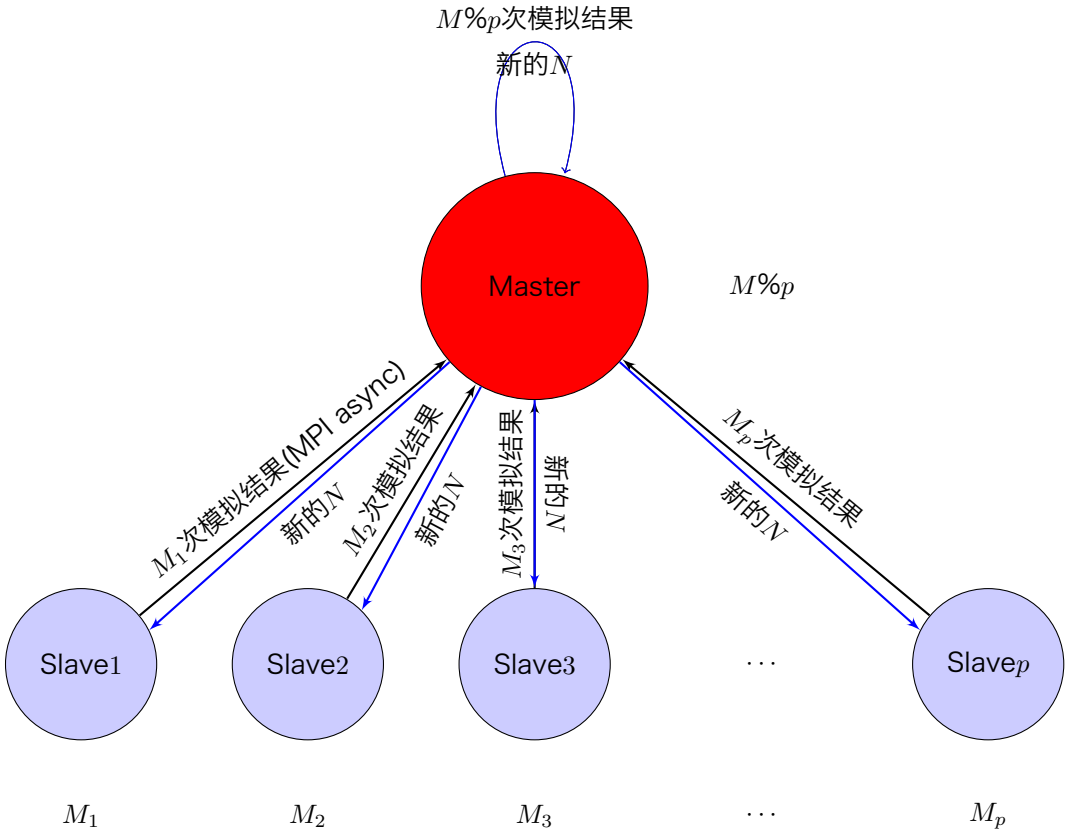 M%p次模拟结果
新的N
Master
M%p
M₁次模拟结果(MPI async)
新的N
M₂次模拟结果
新的N
M₃次模拟结果
新的N
Mₚ次模拟结果
新的N
Slave1
Slave2
Slave3
⋯
Slavep
M₁
M₂
M₃
⋯
Mₚ